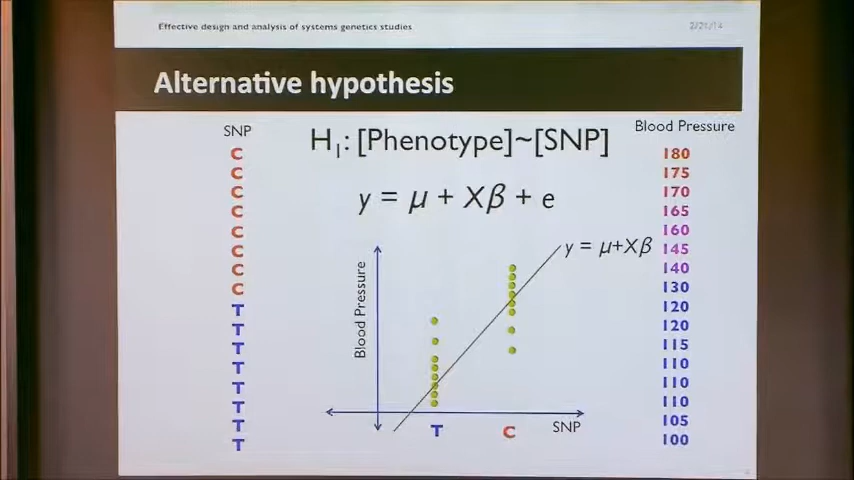 Effective design and analysis of systems genetics studies
2/21/14
Alternative hypothesis
SNP
C
C
C
C
C
C
C
C
T
T
T
T
T
T
T
T
H₁: [Phenotype]~[SNP]
y = μ + Xβ + e
y = μ+Xβ
Blood Pressure
T
C
SNP
Blood Pressure
180
175
170
165
160
145
140
130
120
120
115
110
110
110
105
100